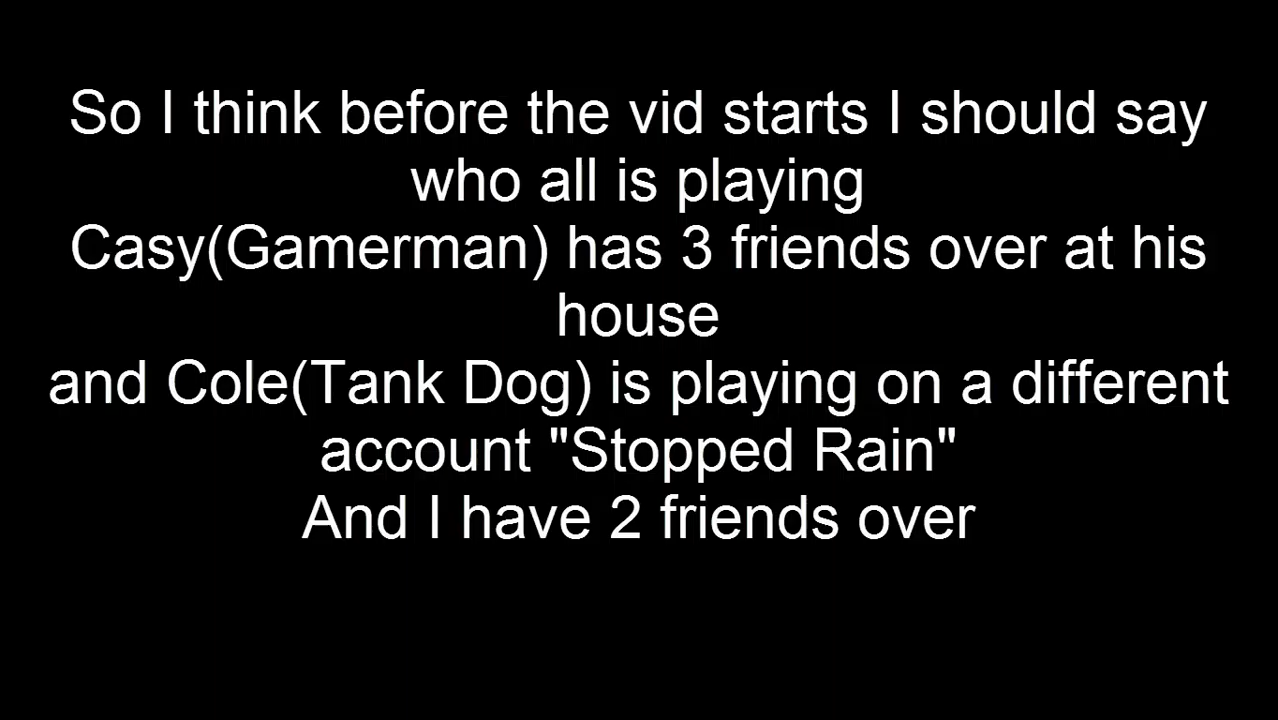 So I think before the vid starts I should say
who all is playing
Casy(Gamerman) has 3 friends over at his
house
and Cole(Tank Dog) is playing on a different
account "Stopped Rain"
And I have 2 friends over